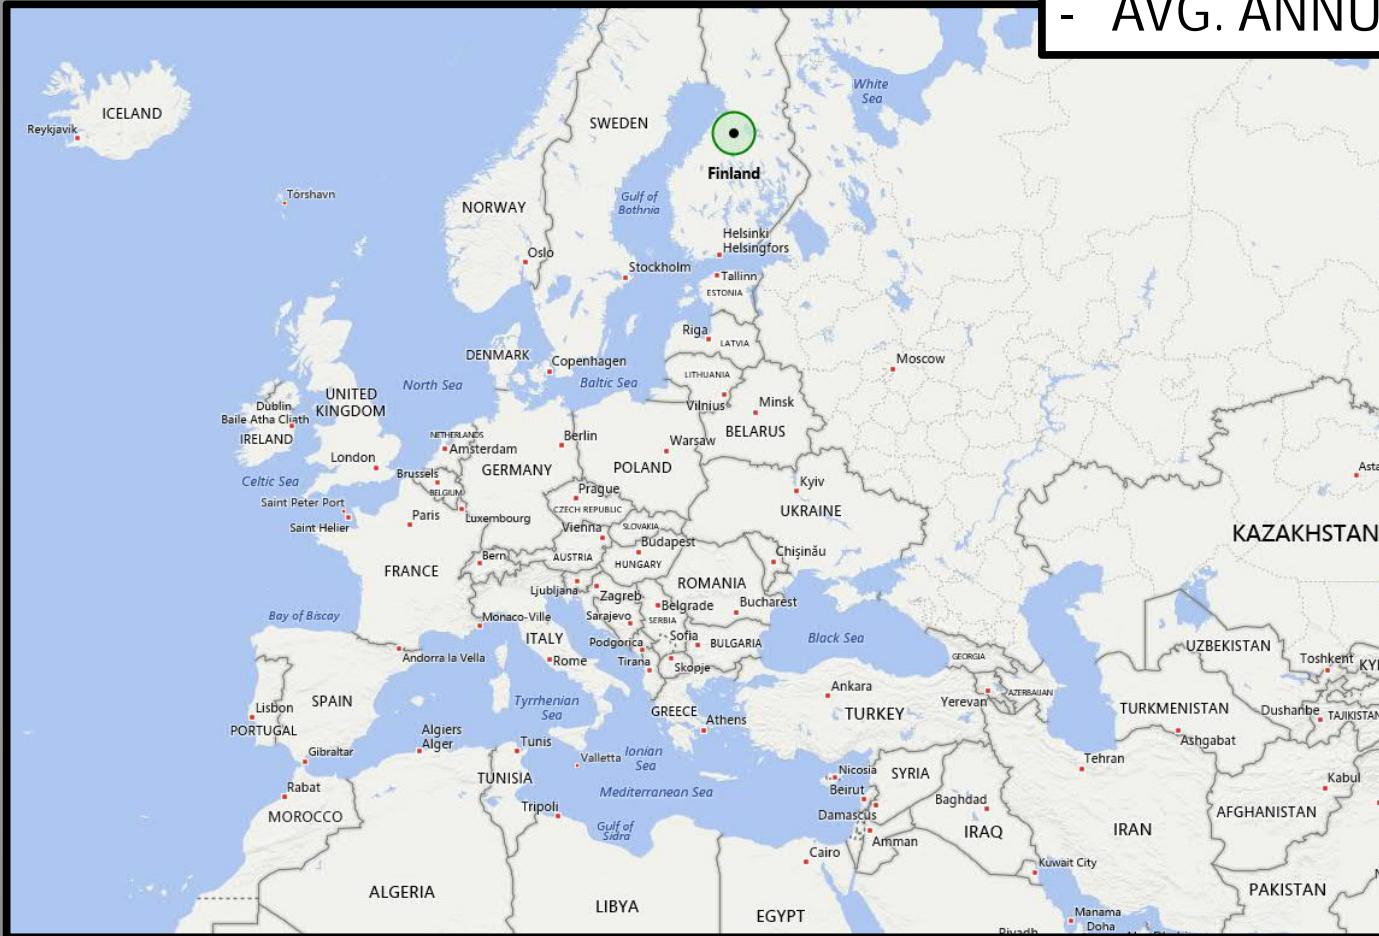 - AVG. ANNU
White
Sea
ICELAND
Reykjavik
SWEDEN
Finland
Tórshavn
NORWAY
Gulf of
Bothnia
Helsinki
Helsingfors
Oslo
Stockholm
Tallinn
ESTONIA
Riga
LATVIA
DENMARK
Copenhagen
Moscow
North Sea
Baltic Sea
LITHUANIA
UNITED
KINGDOM
Vilnius
Minsk
Dublin
Baile Atha Cliath
IRELAND
BELARUS
NETHERLANDS
Amsterdam
Berlin
Warsaw
London
GERMANY
POLAND
Asta
Celtic Sea
Brussels
BELGIUM
Prague
CZECH REPUBLIC
Kyiv
UKRAINE
Saint Peter Port
Saint Helier
Paris
Luxembourg
Vienna
SLOVAKIA
KAZAKHSTAN
Bern
AUSTRIA
Budapest
HUNGARY
Chișinău
FRANCE
Ljubljana
Zagreb
ROMANIA
Bay of Biscay
Monaco-Ville
Sarajevo
Belgrade
SERBIA
Bucharest
ITALY
Podgorica
Sofia
BULGARIA
Black Sea
Andorra la Vella
Rome
Tirana
Skopje
GEORGIA
UZBEKISTAN
Toshkent
KY
SPAIN
Tyrrhenian
Sea
Ankara
Yerevan
AZERBAIJAN
Lisbon
PORTUGAL
GREECE
Athens
TURKEY
TURKMENISTAN
Dushanbe
TAJIKISTAN
Algiers
Alger
Gibraltar
Tunis
Valletta
Ionian
Sea
Ashgabat
Tehran
Rabat
MOROCCO
TUNISIA
Mediterranean Sea
Nicosia
SYRIA
Beirut
Damascus
Baghdad
Kabul
AFGHANISTAN
Tripoli
Gulf of
Sidra
IRAQ
IRAN
Amman
Cairo
Kuwait City
ALGERIA
LIBYA
EGYPT
PAKISTAN
Manama
Doha
Riyadh